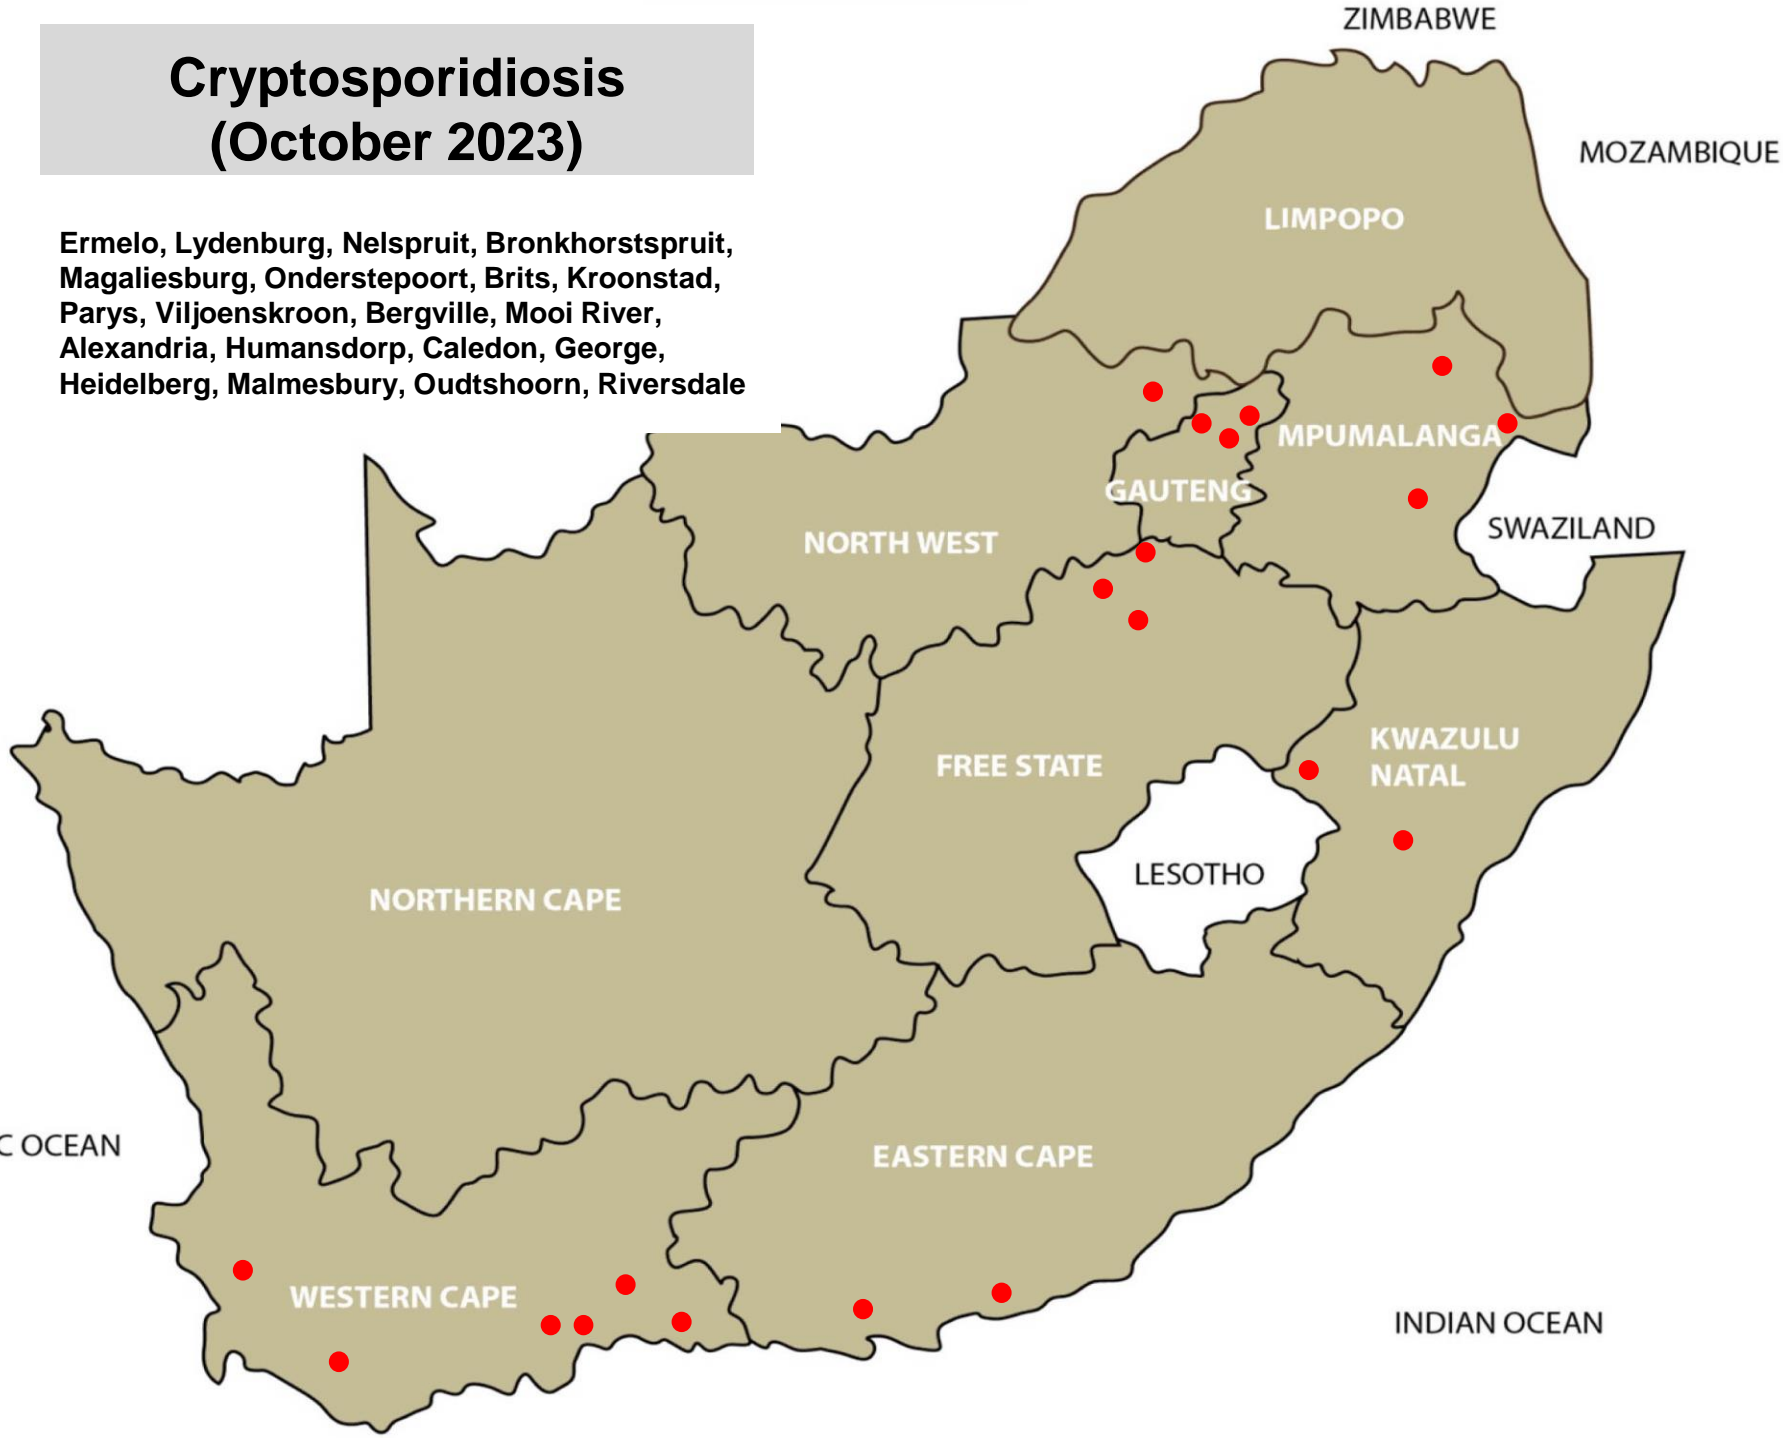 Cryptosporidiosis
(October 2023)
Ermelo, Lydenburg, Nelspruit, Bronkhorstspruit,
Magaliesburg, Onderstepoort, Brits, Kroonstad,
Parys, Viljoenskroon, Bergville, Mooi River,
Alexandria, Humansdorp, Caledon, George,
Heidelberg, Malmesbury, Oudtshoorn, Riversdale
ZIMBABWE
MOZAMBIQUE
LIMPOPO
MPUMALANGA
GAUTENG
SWAZILAND
NORTH WEST
KWAZULU
NATAL
FREE STATE
LESOTHO
NORTHERN CAPE
C OCEAN
EASTERN CAPE
WESTERN CAPE
INDIAN OCEAN